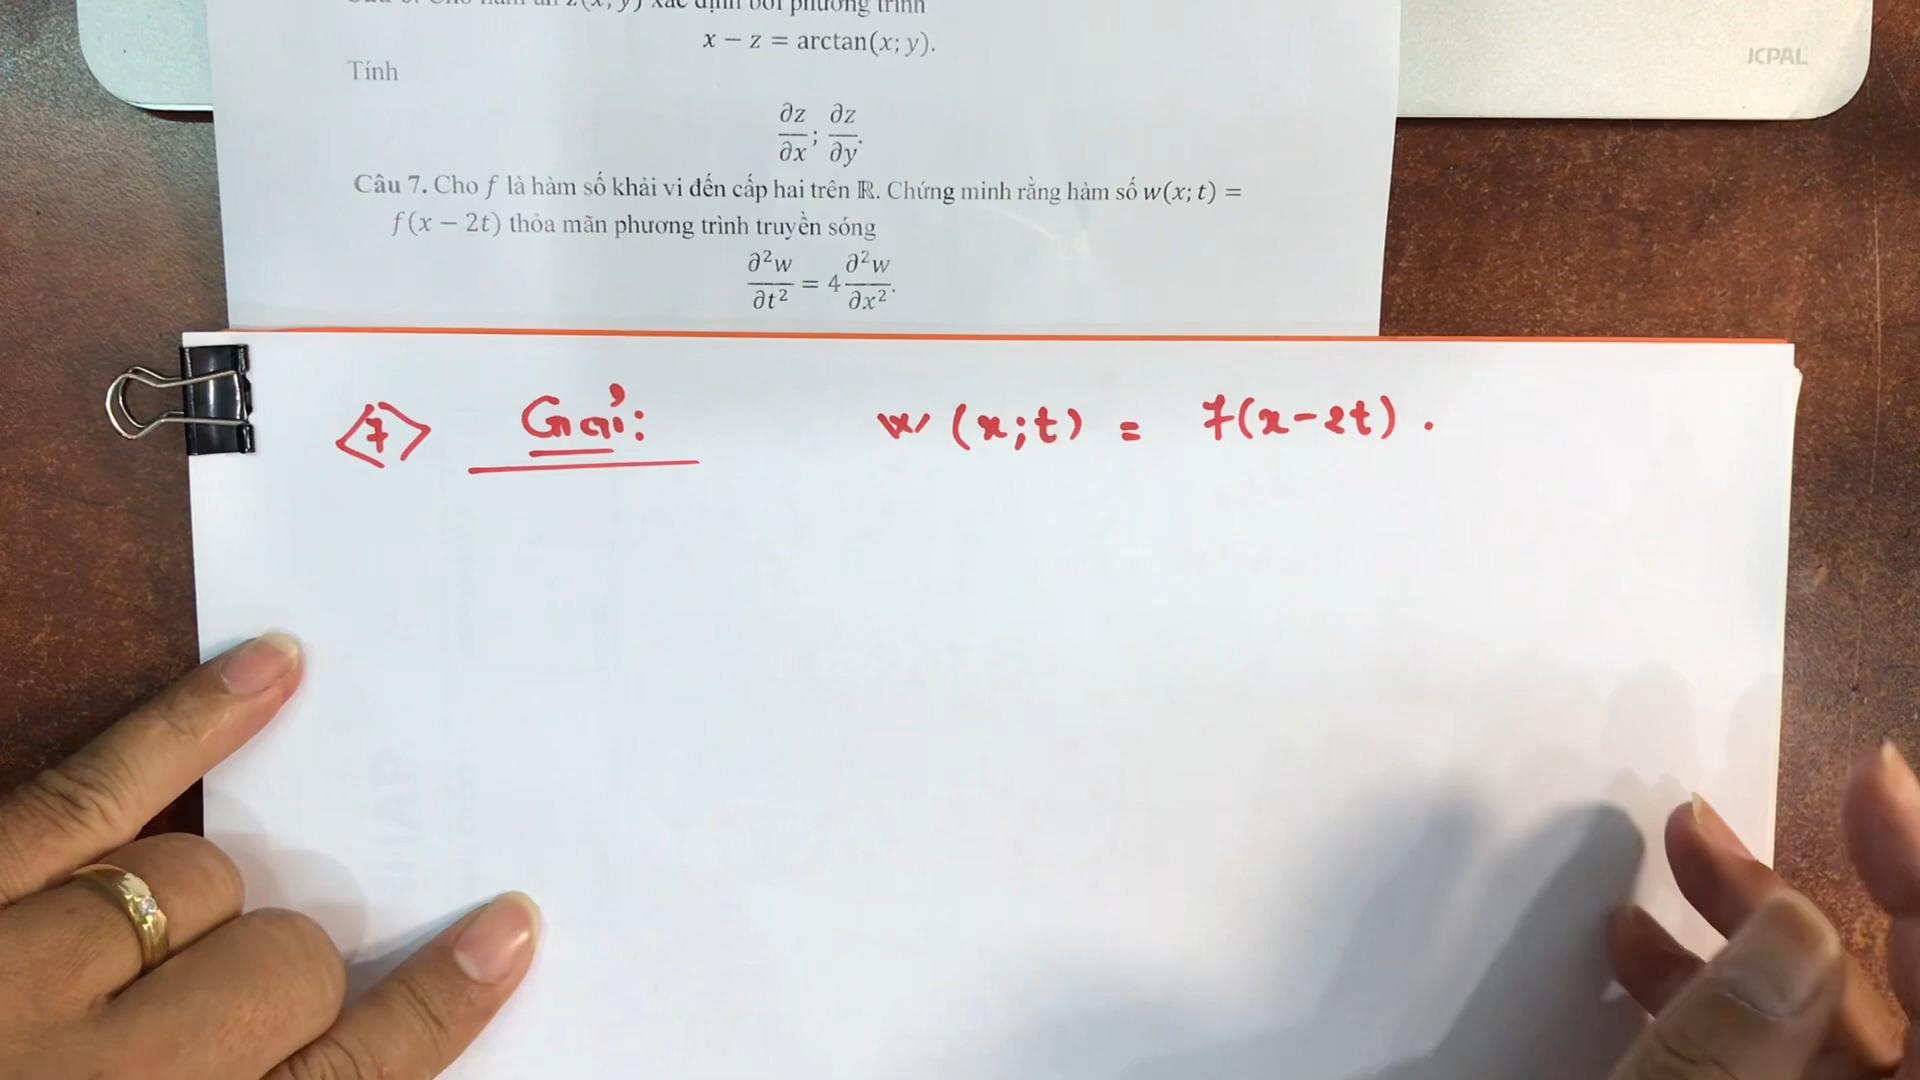 x − z = arctan(x; y).
JCPAL
Tính
∂z/∂x ; ∂z/∂y.
Câu 7. Cho f là hàm số khải vi đến cấp hai trên ℝ. Chứng minh rằng hàm số w(x; t) =
f(x − 2t) thỏa mãn phương trình truyền sóng
∂²w/∂t² = 4 ∂²w/∂x².
<7> Giải: w(x;t) = f(x-2t).